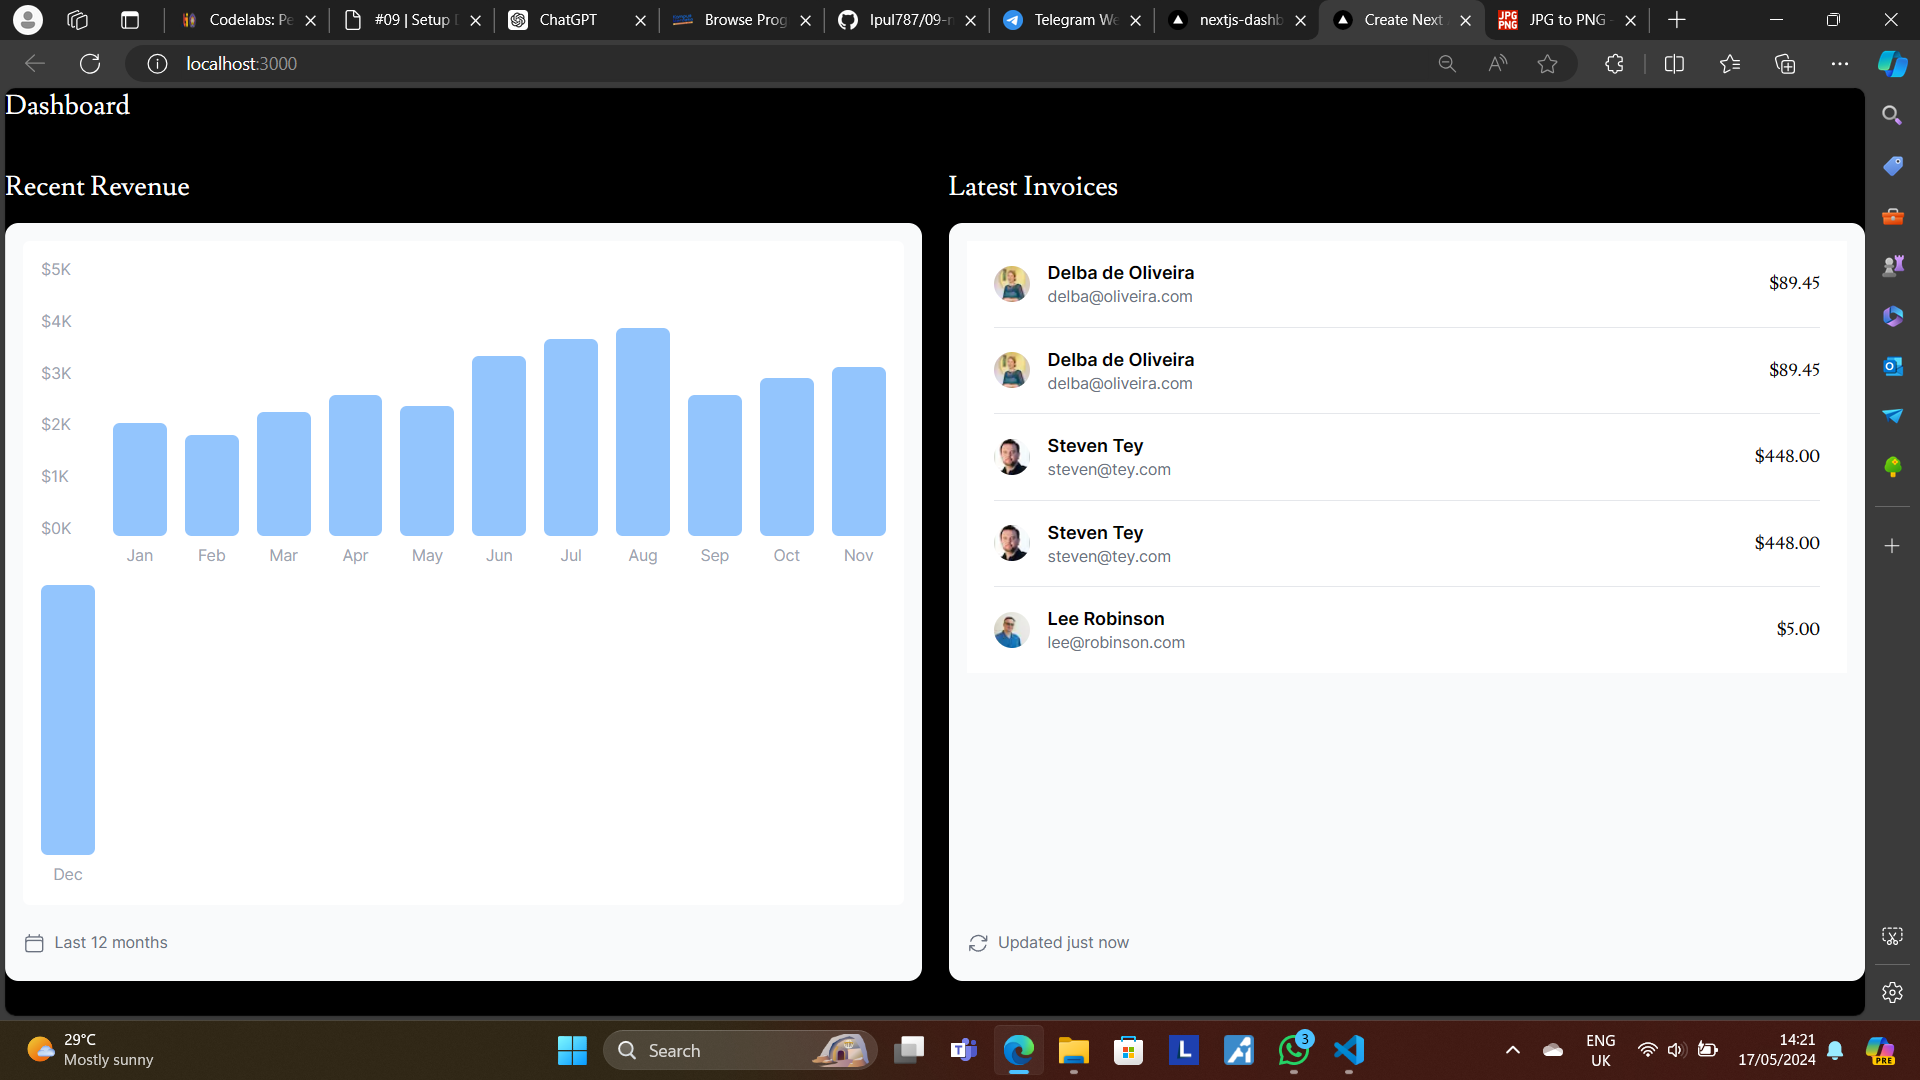 Codelabs: Pe
#09 | Setup D
ChatGPT
Browse Prog
Ipul787/09-n
Telegram We
nextjs-dashb
Create Next
JPG to PNG -
localhost:3000
Dashboard
Recent Revenue
$5K
$4K
$3K
$2K
$1K
$0K
Jan Feb Mar Apr May Jun Jul Aug Sep Oct Nov
Dec
Last 12 months
Latest Invoices
Delba de Oliveira
delba@oliveira.com
$89.45
Delba de Oliveira
delba@oliveira.com
$89.45
Steven Tey
steven@tey.com
$448.00
Steven Tey
steven@tey.com
$448.00
Lee Robinson
lee@robinson.com
$5.00
Updated just now
29°C
Mostly sunny
Search
3
ENG
UK
14:21
17/05/2024
PRE